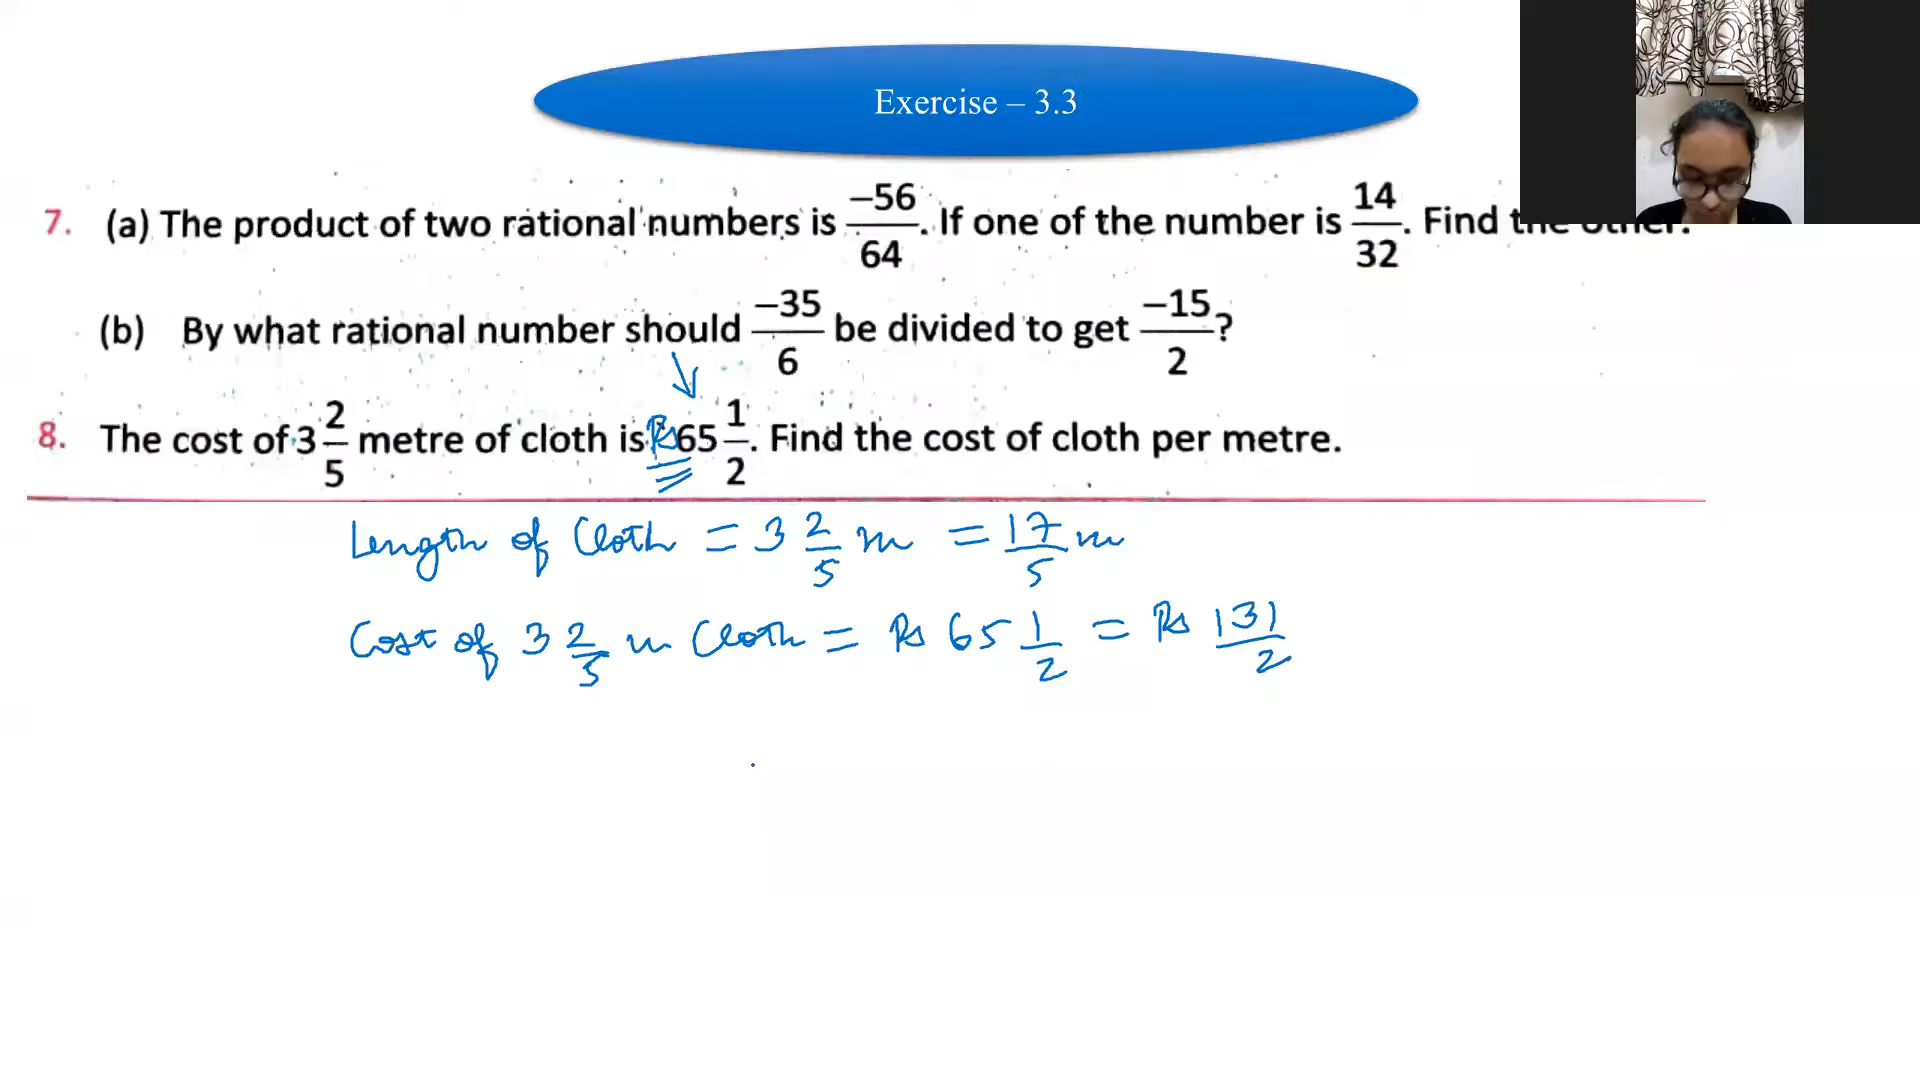 Exercise – 3.3
7. (a) The product of two rational numbers is −56/64. If one of the number is 14/32. Find the other.
(b) By what rational number should −35/6 be divided to get −15/2?
8. The cost of 3 2/5 metre of cloth is Rs 65 1/2. Find the cost of cloth per metre.
Length of Cloth = 3 2/5 m = 17/5 m
Cost of 3 2/5 m Cloth = Rs 65 1/2 = Rs 131/2